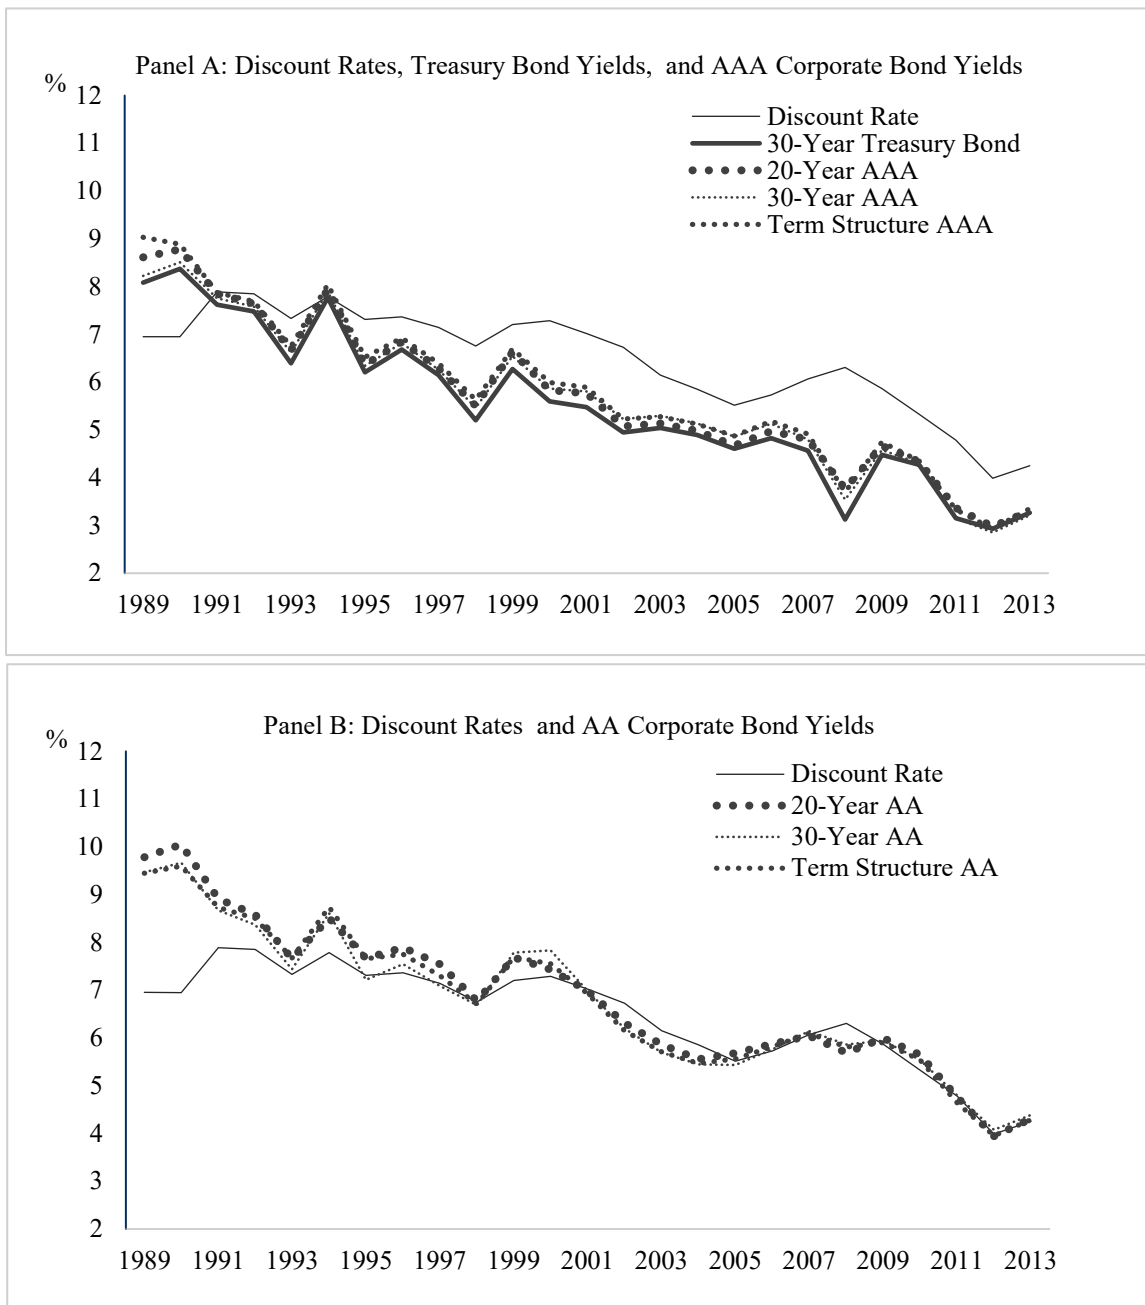 Panel A: Discount Rates, Treasury Bond Yields, and AAA Corporate Bond Yields
%
12
11
10
9
8
7
6
5
4
3
2
Discount Rate
30-Year Treasury Bond
20-Year AAA
30-Year AAA
Term Structure AAA
1989 1991 1993 1995 1997 1999 2001 2003 2005 2007 2009 2011 2013
Panel B: Discount Rates and AA Corporate Bond Yields
%
12
11
10
9
8
7
6
5
4
3
2
Discount Rate
20-Year AA
30-Year AA
Term Structure AA
1989 1991 1993 1995 1997 1999 2001 2003 2005 2007 2009 2011 2013